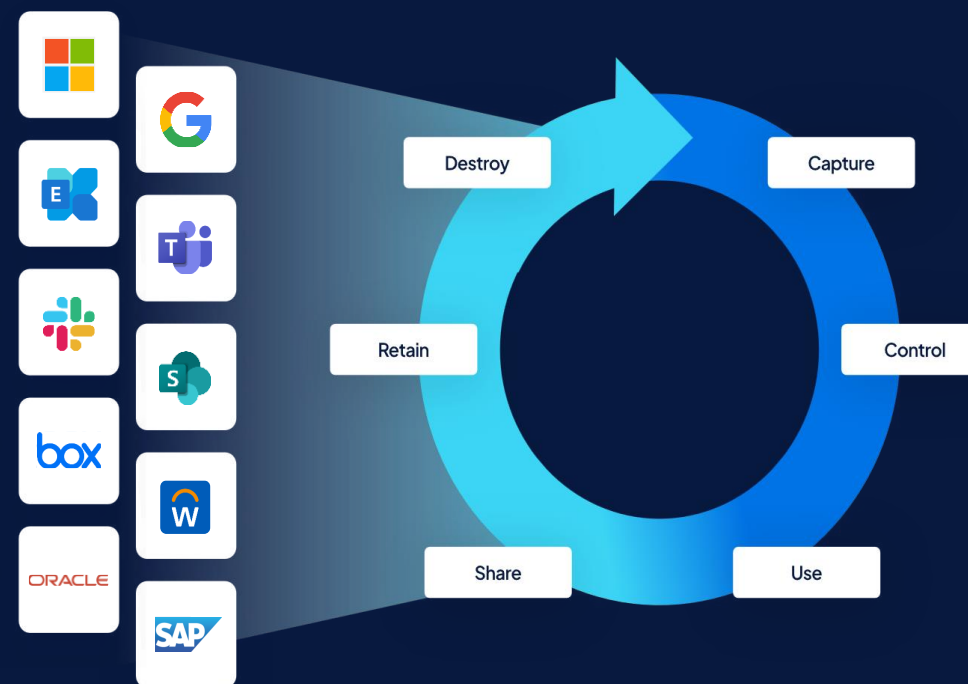 G
E
T
S
box
W
ORACLE
SAP
Destroy
Capture
Retain
Control
Share
Use